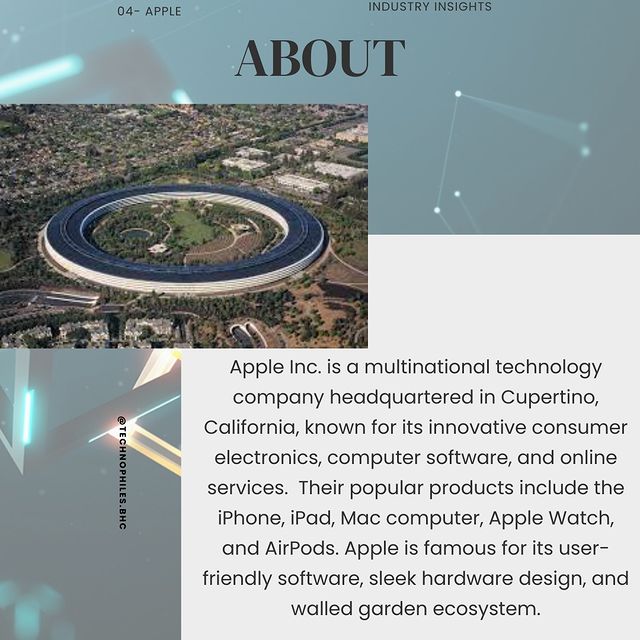 04- APPLE
INDUSTRY INSIGHTS
ABOUT
Apple Inc. is a multinational technology
company headquartered in Cupertino,
California, known for its innovative consumer
electronics, computer software, and online
services.  Their popular products include the
iPhone, iPad, Mac computer, Apple Watch,
and AirPods. Apple is famous for its user-
friendly software, sleek hardware design, and
walled garden ecosystem.
@TECHNOPHILES.BHC